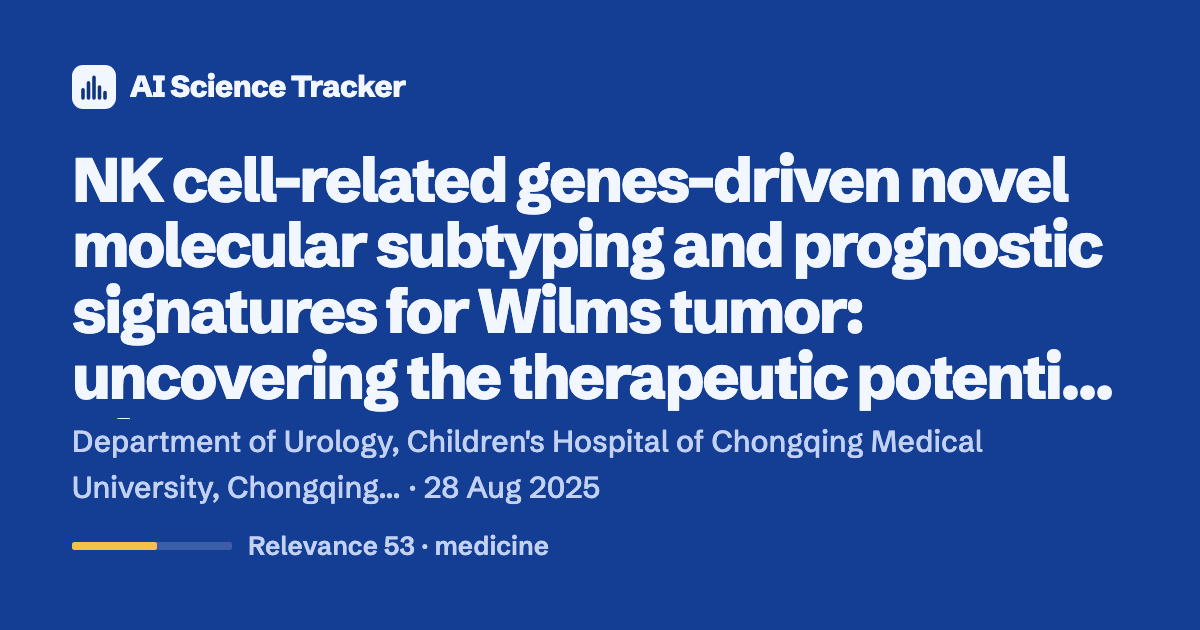 AI Science Tracker
NK cell-related genes-driven novel
molecular subtyping and prognostic
signatures for Wilms tumor:
uncovering the therapeutic potenti...
Department of Urology, Children's Hospital of Chongqing Medical
University, Chongqing... · 28 Aug 2025
Relevance 53 · medicine